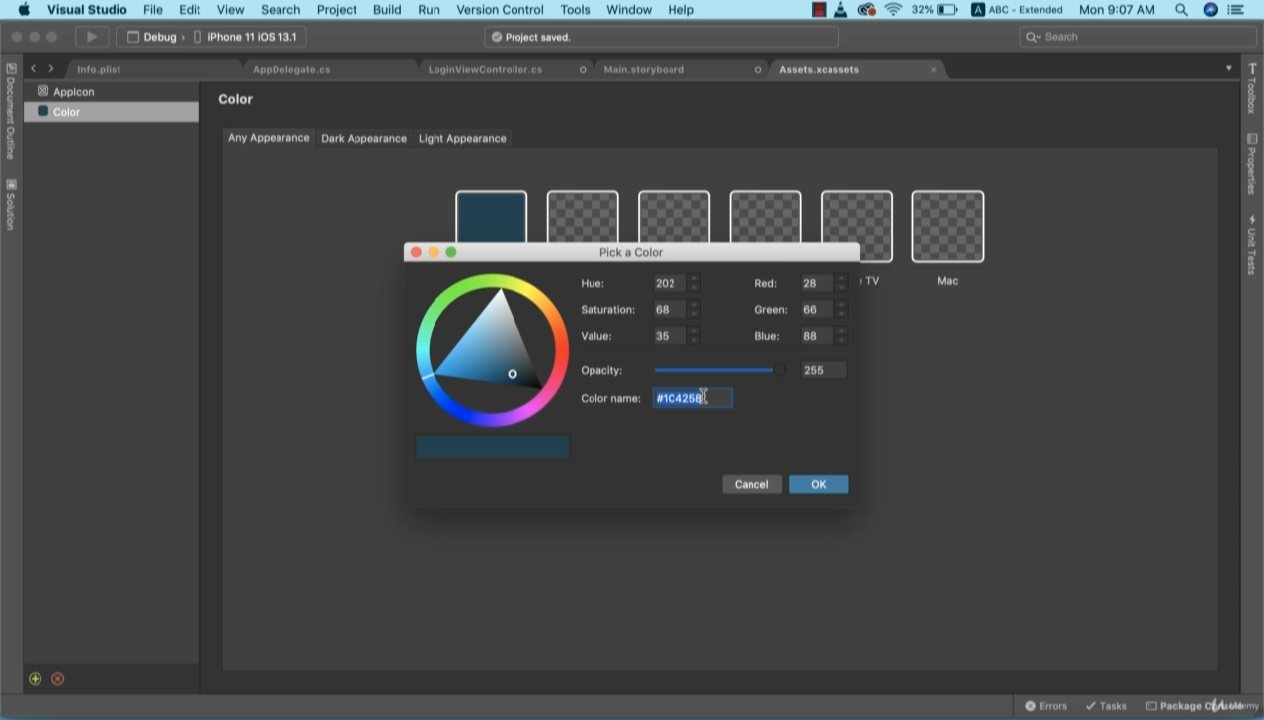 Visual Studio File Edit View Search Project Build Run Version Control Tools Window Help 32% A ABC - Extended Mon 9:07 AM
Debug › iPhone 11 iOS 13.1 Project saved. Search
Info.plist AppDelegate.cs LoginViewController.cs Main.storyboard Assets.xcassets
Document Outline
Solution
AppIcon
Color
Color
Any Appearance Dark Appearance Light Appearance
TV Mac
Pick a Color
Hue: 202 Red: 28
Saturation: 68 Green: 66
Value: 35 Blue: 88
Opacity: 255
Color name: #1C4258
Cancel OK
Toolbox
Properties
Unit Tests
Errors Tasks Package